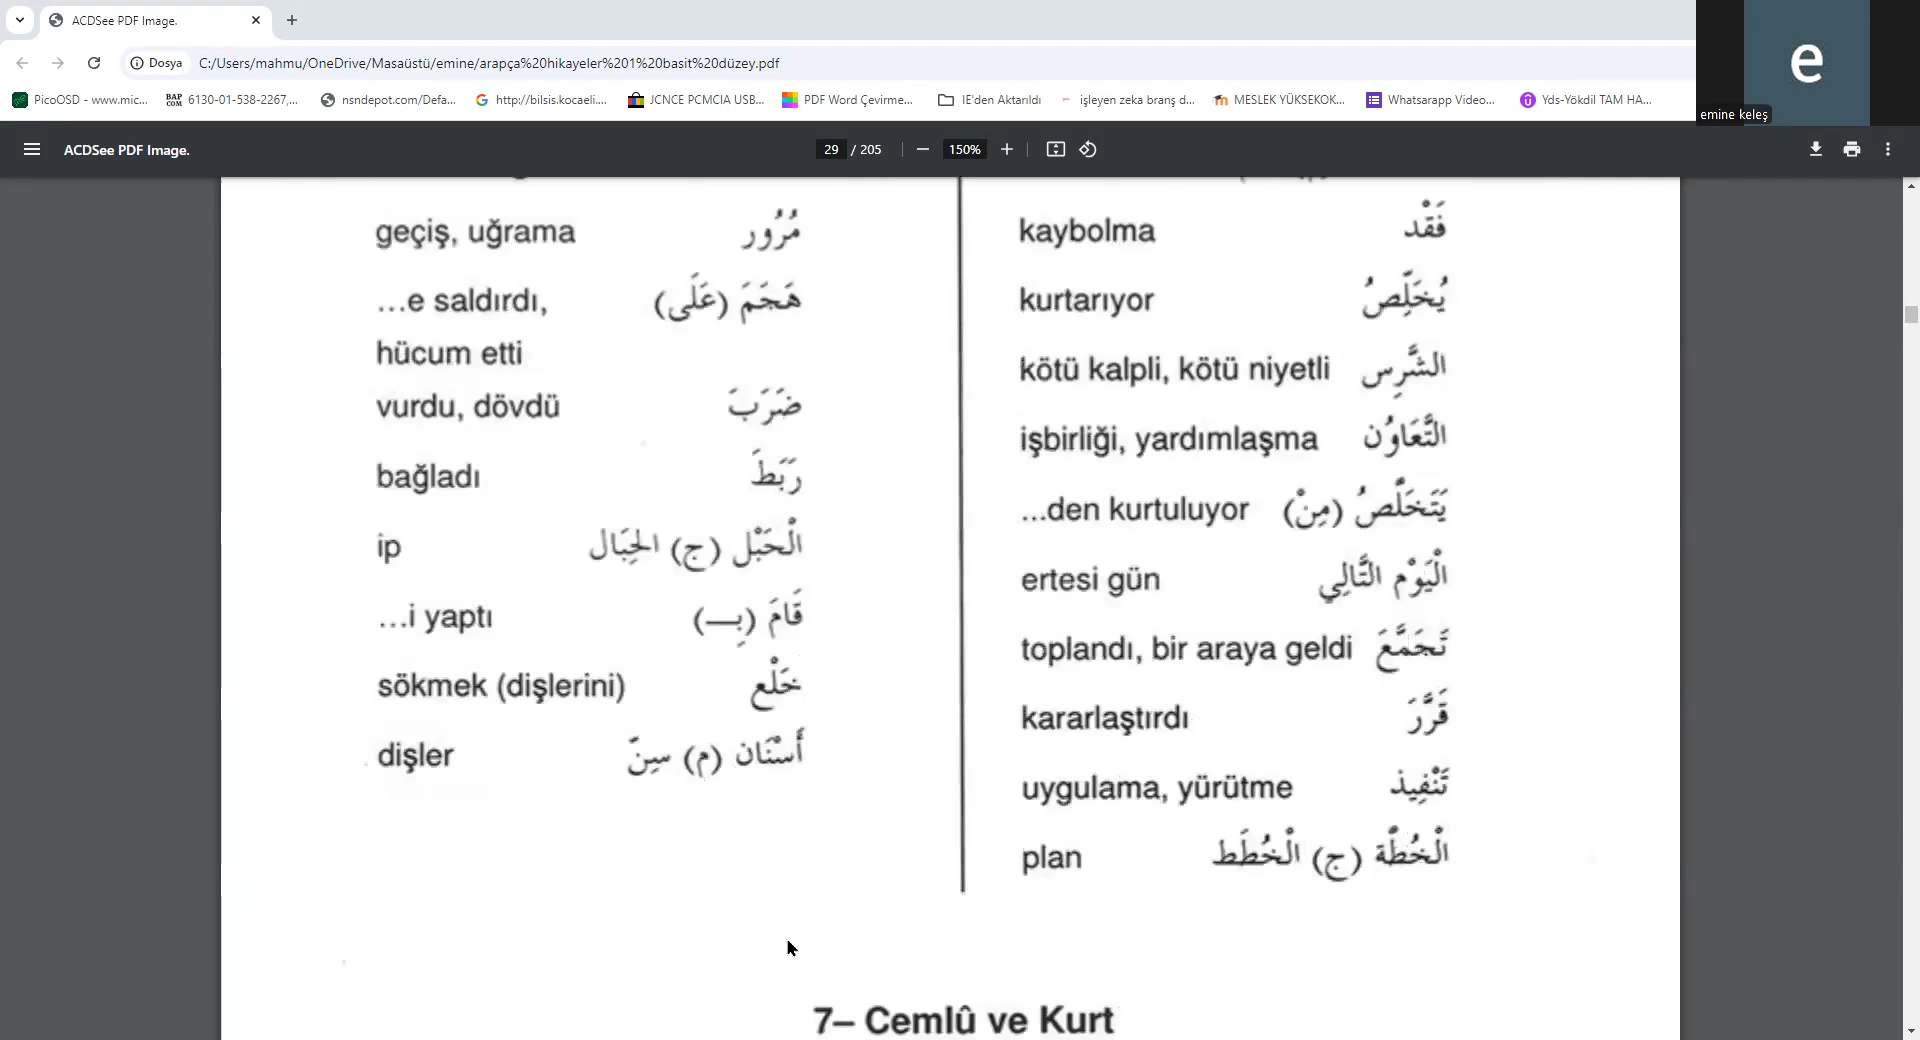 ACDSee PDF Image.
Dosya C:/Users/mahmu/OneDrive/Masaüstü/emine/arapça%20hikayeler%201%20basit%20düzey.pdf
PicoOSD - www.mic... BAP COM 6130-01-538-2267,... nsndepot.com/Defa... http://bilsis.kocaeli.... JCNCE PCMCIA USB... PDF Word Çevirme... IE'den Aktarıldı işleyen zeka branş d... MESLEK YÜKSEKOK... Whatsarapp Video... Yds-Yökdil TAM HA...
e
emine keleş
ACDSee PDF Image. 29 / 205 150%
geçiş, uğrama مُرُور
...e saldırdı, هَجَمَ (عَلَى)
hücum etti
vurdu, dövdü ضَرَبَ
bağladı رَبَطَ
ip الْحَبْل (ج) الحِبَال
...i yaptı قَامَ (بِـ)
sökmek (dişlerini) خَلْع
dişler أَسْنَان (م) سِنّ
kaybolma فَقْد
kurtarıyor يُخَلِّصُ
kötü kalpli, kötü niyetli الشَّرِس
işbirliği, yardımlaşma التَّعَاوُن
...den kurtuluyor يَتَخَلَّصُ (مِنْ)
ertesi gün الْيَوْم التَّالِي
toplandı, bir araya geldi تَجَمَّعَ
kararlaştırdı قَرَّرَ
uygulama, yürütme تَنْفِيذ
plan الْخُطَّة (ج) الْخُطَط
7– Cemlû ve Kurt